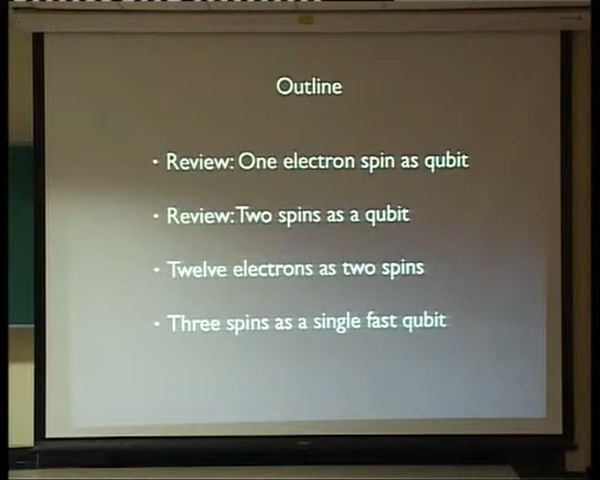 Outline
• Review: One electron spin as qubit
• Review: Two spins as a qubit
• Twelve electrons as two spins
• Three spins as a single fast qubit